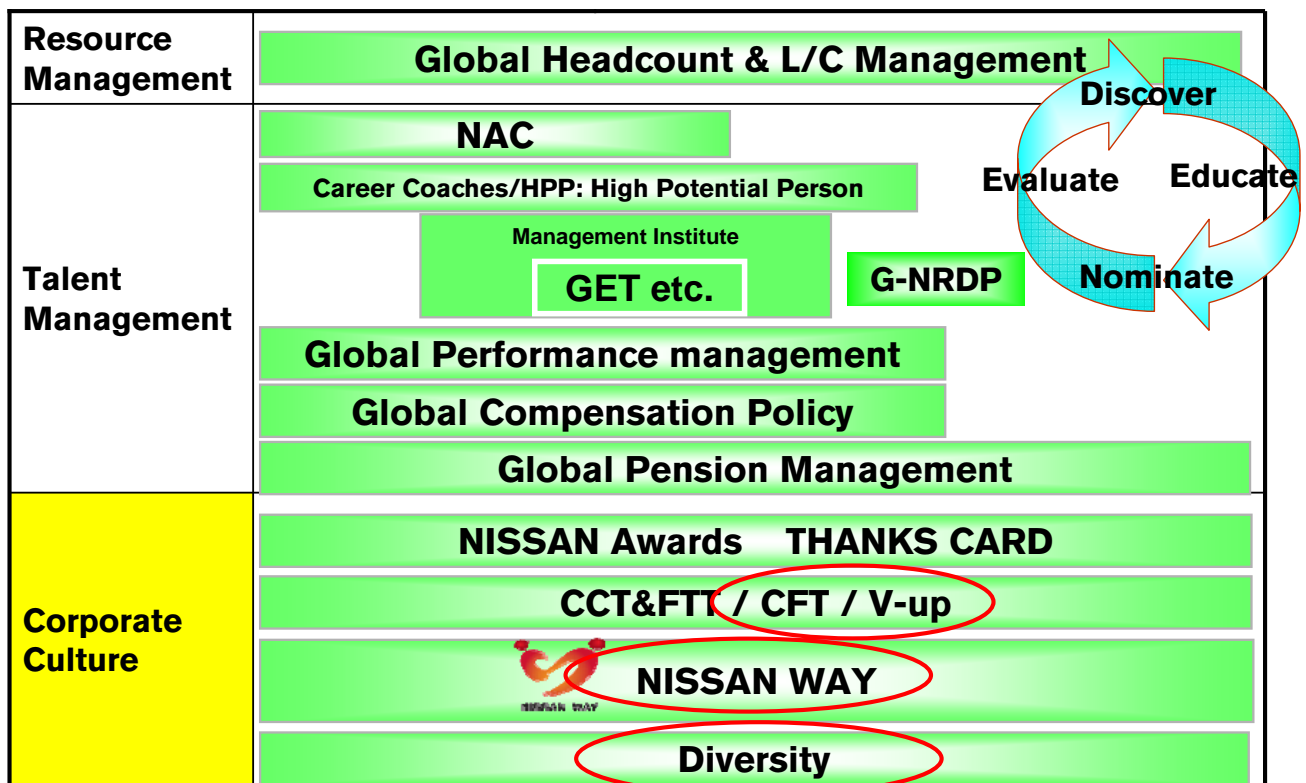 Resource
Management
Global Headcount & L/C Management
Discover
Evaluate
Educate
Nominate
Talent
Management
NAC
Career Coaches/HPP: High Potential Person
Management Institute
GET etc.
G-NRDP
Global Performance management
Global Compensation Policy
Global Pension Management
Corporate
Culture
NISSAN Awards THANKS CARD
CCT&FTT / CFT / V-up
NISSAN WAY
NISSAN WAY
Diversity